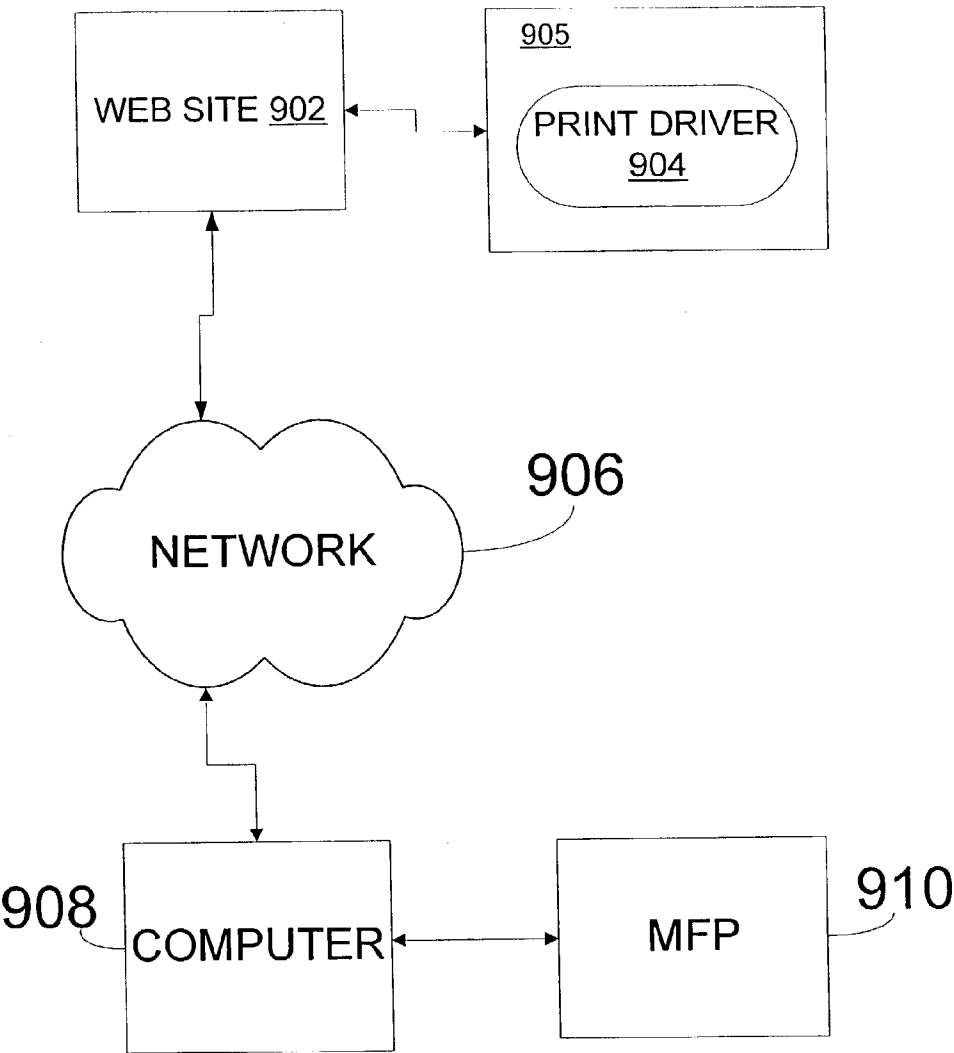 905
WEB SITE 902
PRINT DRIVER
904
906
NETWORK
908
COMPUTER
MFP
910